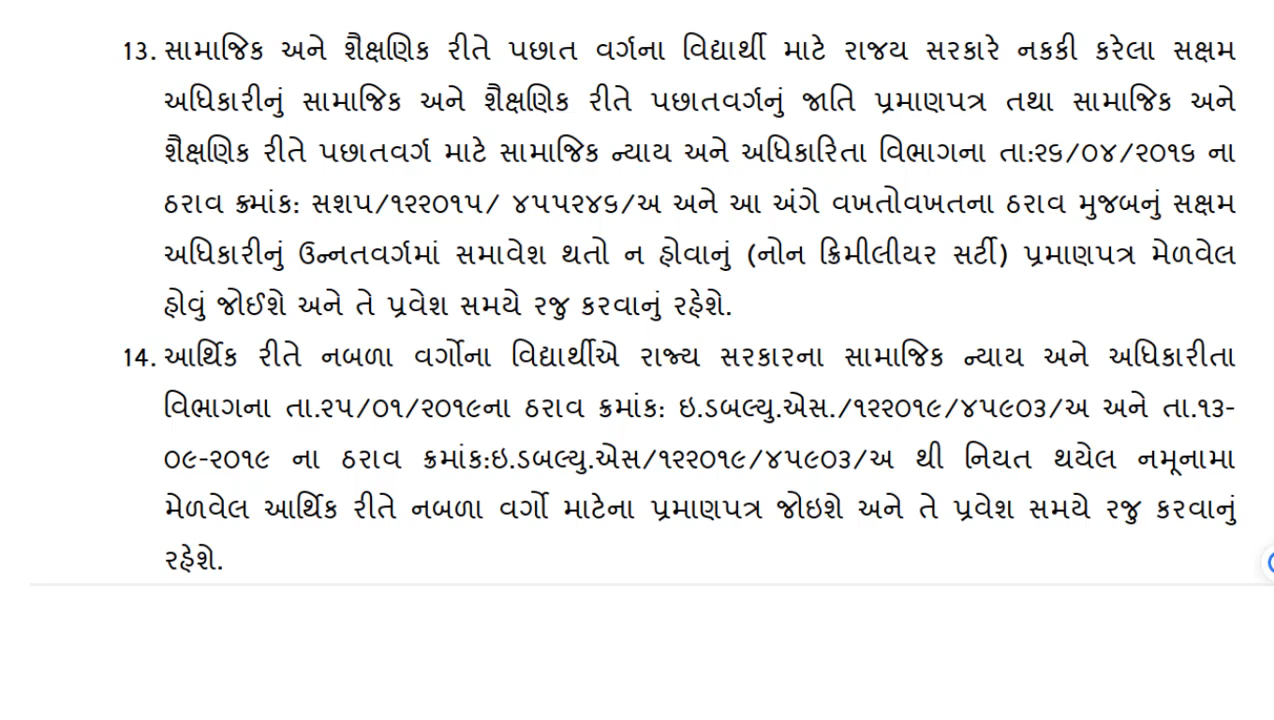 13. સામાજિક અને શૈક્ષણિક રીતે પછાત વર્ગના વિદ્યાર્થી માટે રાજય સરકારે નકકી કરેલા સક્ષમ
અધિકારીનું સામાજિક અને શૈક્ષણિક રીતે પછાતવર્ગનું જાતિ પ્રમાણપત્ર તથા સામાજિક અને
શૈક્ષણિક રીતે પછાતવર્ગ માટે સામાજિક ન્યાય અને અધિકારિતા વિભાગના તા:૨૬/૦૪/૨૦૧૬ ના
ઠરાવ ક્રમાંક: સશપ/૧૨૨૦૧૫/ ૪૫૫૨૪૬/અ અને આ અંગે વખતોવખતના ઠરાવ મુજબનું સક્ષમ
અધિકારીનું ઉન્નતવર્ગમાં સમાવેશ થતો ન હોવાનું (નોન ક્રિમીલીયર સર્ટી) પ્રમાણપત્ર મેળવેલ
હોવું જોઈશે અને તે પ્રવેશ સમયે રજુ કરવાનું રહેશે.
14. આર્થિક રીતે નબળા વર્ગોના વિદ્યાર્થીએ રાજ્ય સરકારના સામાજિક ન્યાય અને અધિકારીતા
વિભાગના તા.૨૫/૦૧/૨૦૧૯ના ઠરાવ ક્રમાંક: ઇ.ડબલ્યુ.એસ./૧૨૨૦૧૯/૪૫૯૦૩/અ અને તા.૧૩-
૦૯-૨૦૧૯ ના ઠરાવ ક્રમાંક:ઇ.ડબલ્યુ.એસ/૧૨૨૦૧૯/૪૫૯૦૩/અ થી નિયત થયેલ નમૂનામા
મેળવેલ આર્થિક રીતે નબળા વર્ગો માટેના પ્રમાણપત્ર જોઇશે અને તે પ્રવેશ સમયે રજુ કરવાનું
રહેશે.